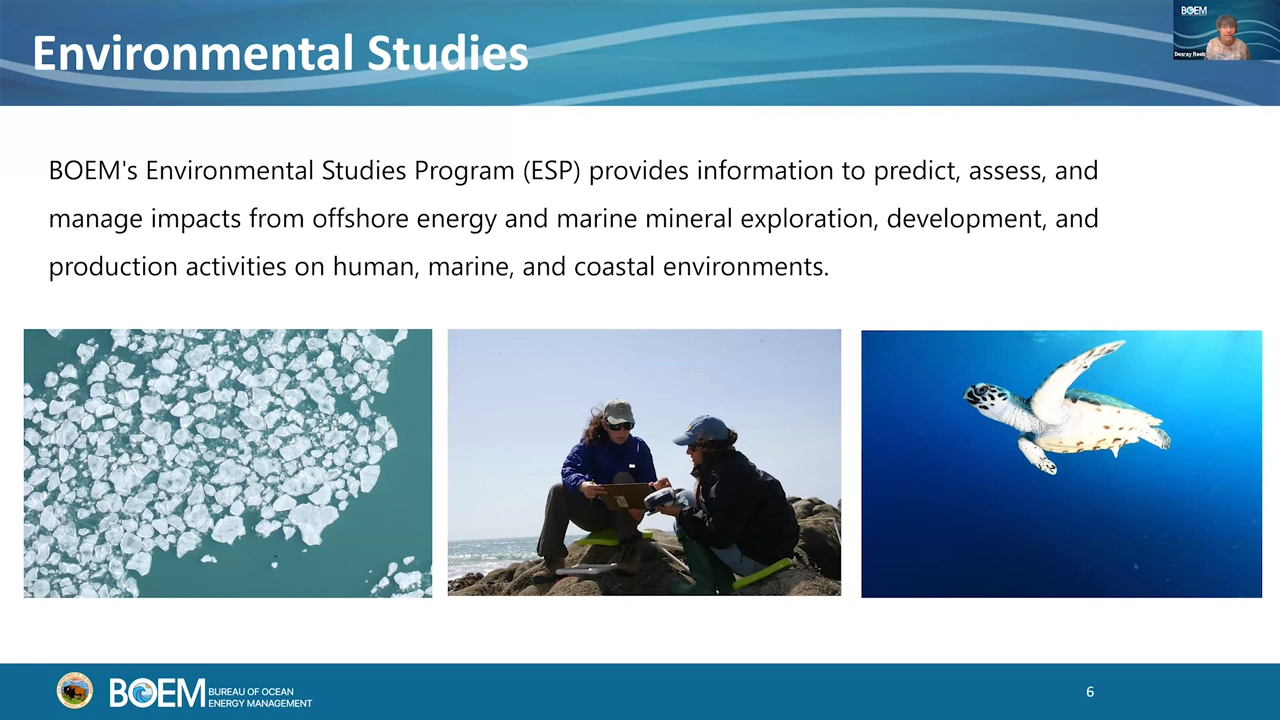 Environmental Studies
BOEM
Desray Reeb
BOEM's Environmental Studies Program (ESP) provides information to predict, assess, and
manage impacts from offshore energy and marine mineral exploration, development, and
production activities on human, marine, and coastal environments.
BOEM
BUREAU OF OCEAN
ENERGY MANAGEMENT
6